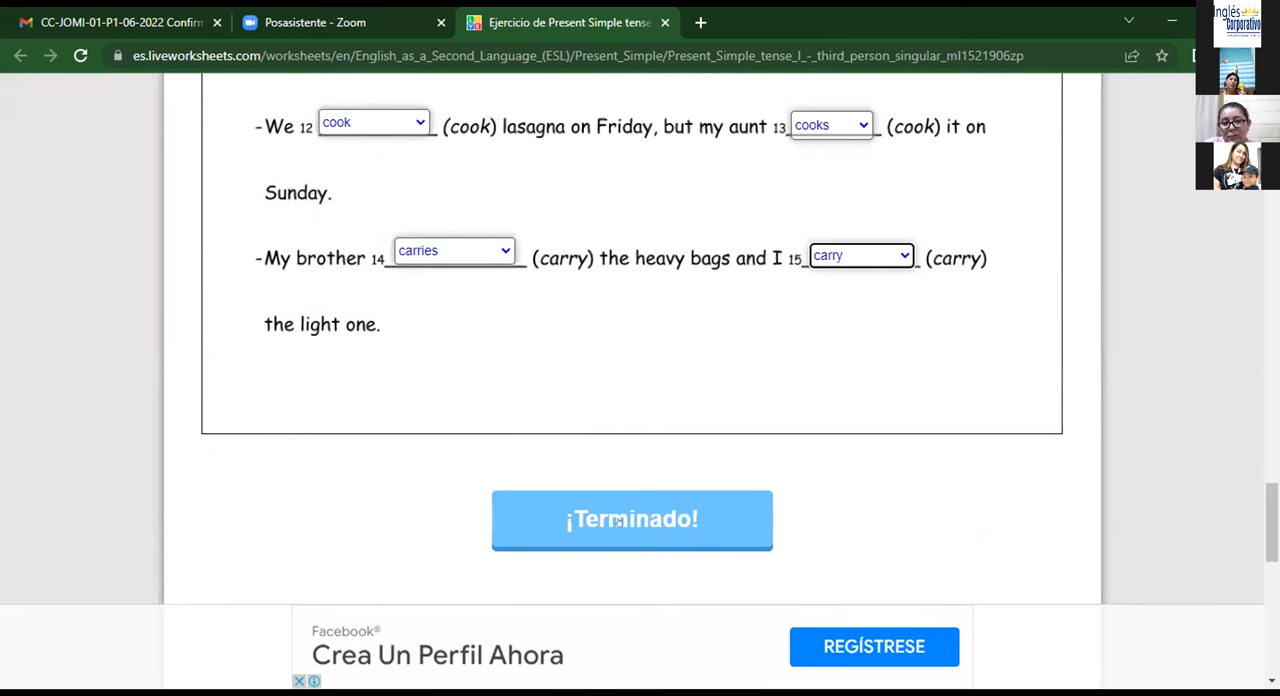 CC-JOMI-01-P1-06-2022 Confirm
Posasistente - Zoom
Ejercicio de Present Simple tense
es.liveworksheets.com/worksheets/en/English_as_a_Second_Language_(ESL)/Present_Simple/Present_Simple_tense_I_-_third_person_singular_ml1521906zp
Inglés
Corporativo
-We 12 cook (cook) lasagna on Friday, but my aunt 13 cooks (cook) it on
Sunday.
-My brother 14 carries (carry) the heavy bags and I 15 carry (carry)
the light one.
¡Terminado!
Facebook®
Crea Un Perfil Ahora
REGÍSTRESE